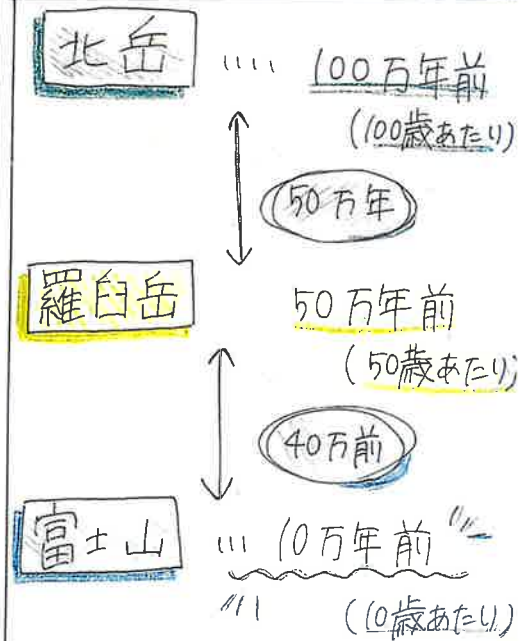 北岳 ････ 100万年前
(100歳あたり)
50万年
羅臼岳 50万年前
(50歳あたり)
40万前
富士山 ･･･ 10万年前
(10歳あたり)